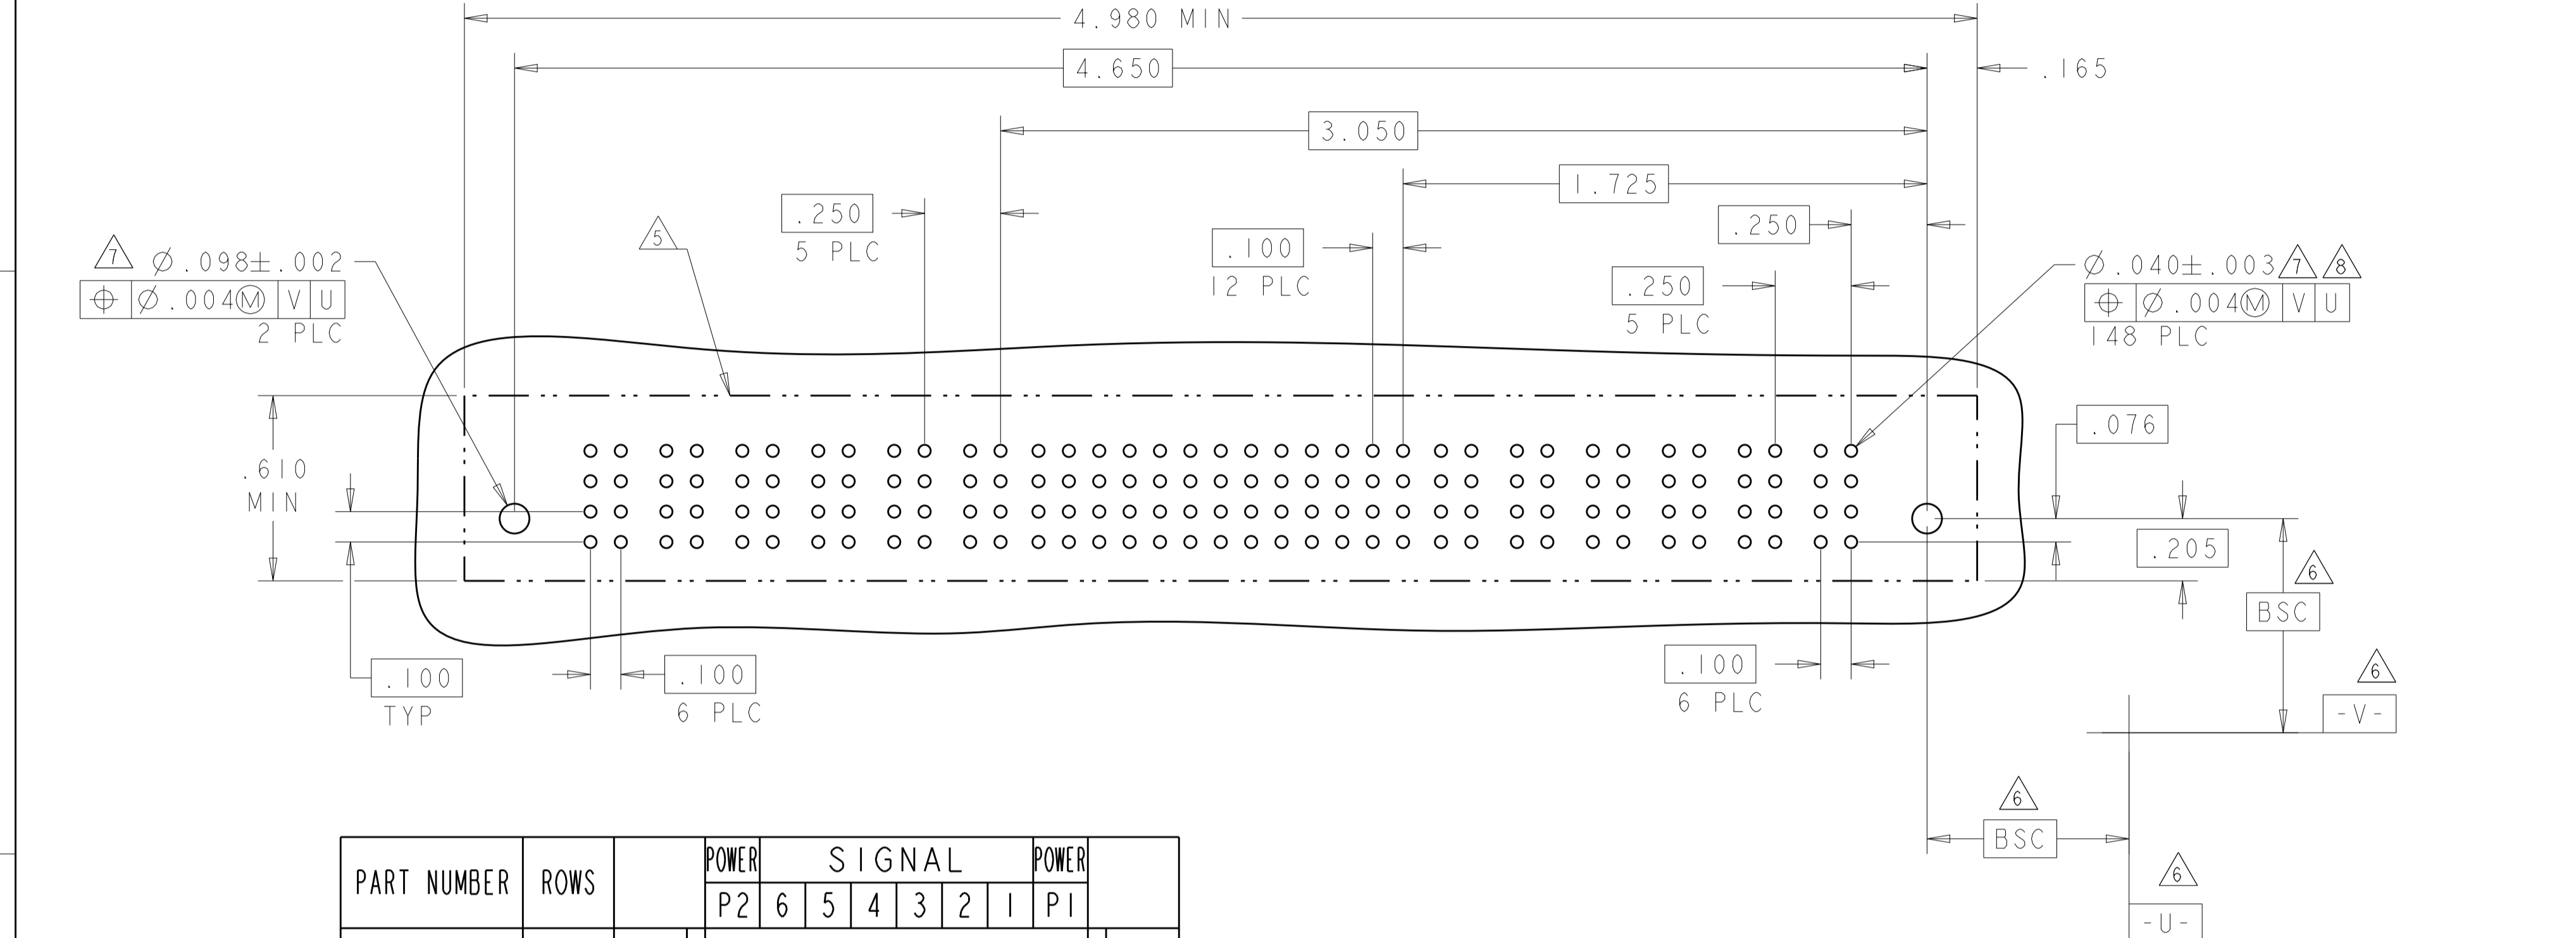 4.980 MIN
4.650
.165
3.050
1.725
.250
5 PLC
.250
5
.100
12 PLC
7 Ø.098±.002
⌖ Ø.004Ⓜ V U
2 PLC
.250
5 PLC
Ø.040±.003 7 8
⌖ Ø.004Ⓜ V U
148 PLC
.076
.610
MIN
.205
6
BSC
.100
TYP
.100
6 PLC
.100
6 PLC
6
-V-
6
BSC
6
-U-
PART NUMBER ROWS POWER SIGNAL POWER
P2 6 5 4 3 2 1 P1